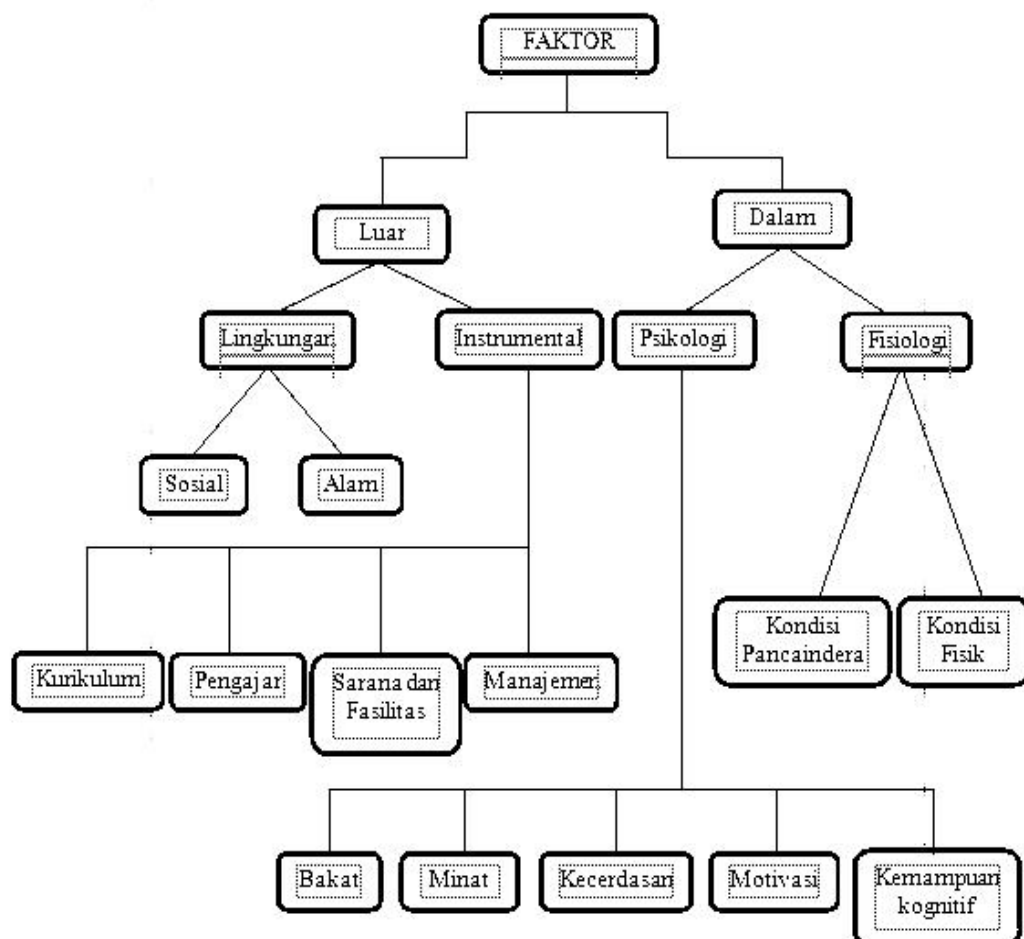 FAKTOR
Luar
Dalam
Lingkungan
Instrumental
Psikologi
Fisiologi
Sosial
Alam
Kurikulum
Pengajar
Sarana dan
Fasilitas
Manajemen
Kondisi
Pancaindera
Kondisi
Fisik
Bakat
Minat
Kecerdasan
Motivasi
Kemampuan
kognitif